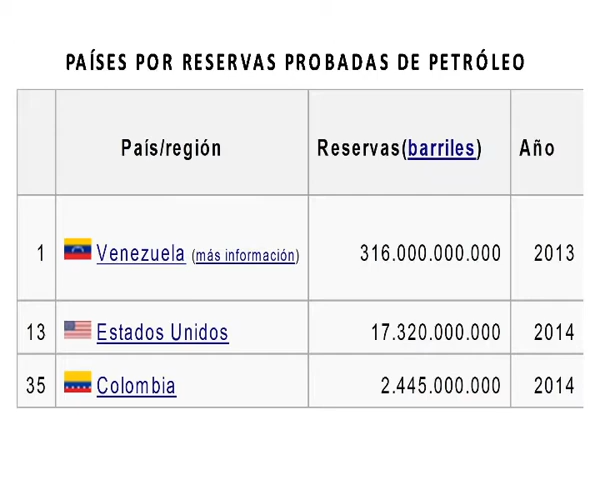 PAÍSES POR RESERVAS PROBADAS DE PETRÓLEO
País/región Reservas(barriles) Año
1 Venezuela (más información) 316.000.000.000 2013
13 Estados Unidos 17.320.000.000 2014
35 Colombia 2.445.000.000 2014